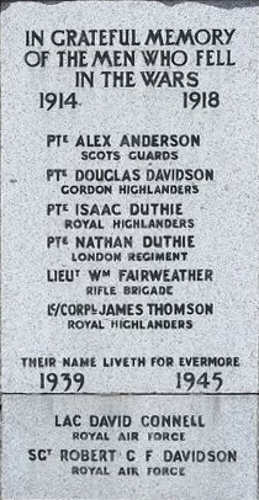 IN GRATEFUL MEMORY
OF THE MEN WHO FELL
IN THE WARS
1914 1918
PTE ALEX ANDERSON
SCOTS GUARDS
PTE DOUGLAS DAVIDSON
GORDON HIGHLANDERS
PTE ISAAC DUTHIE
ROYAL HIGHLANDERS
PTE NATHAN DUTHIE
LONDON REGIMENT
LIEUT WM FAIRWEATHER
RIFLE BRIGADE
L/CORPL JAMES THOMSON
ROYAL HIGHLANDERS
THEIR NAME LIVETH FOR EVERMORE
1939 1945
LAC DAVID CONNELL
ROYAL AIR FORCE
SGT ROBERT G F DAVIDSON
ROYAL AIR FORCE